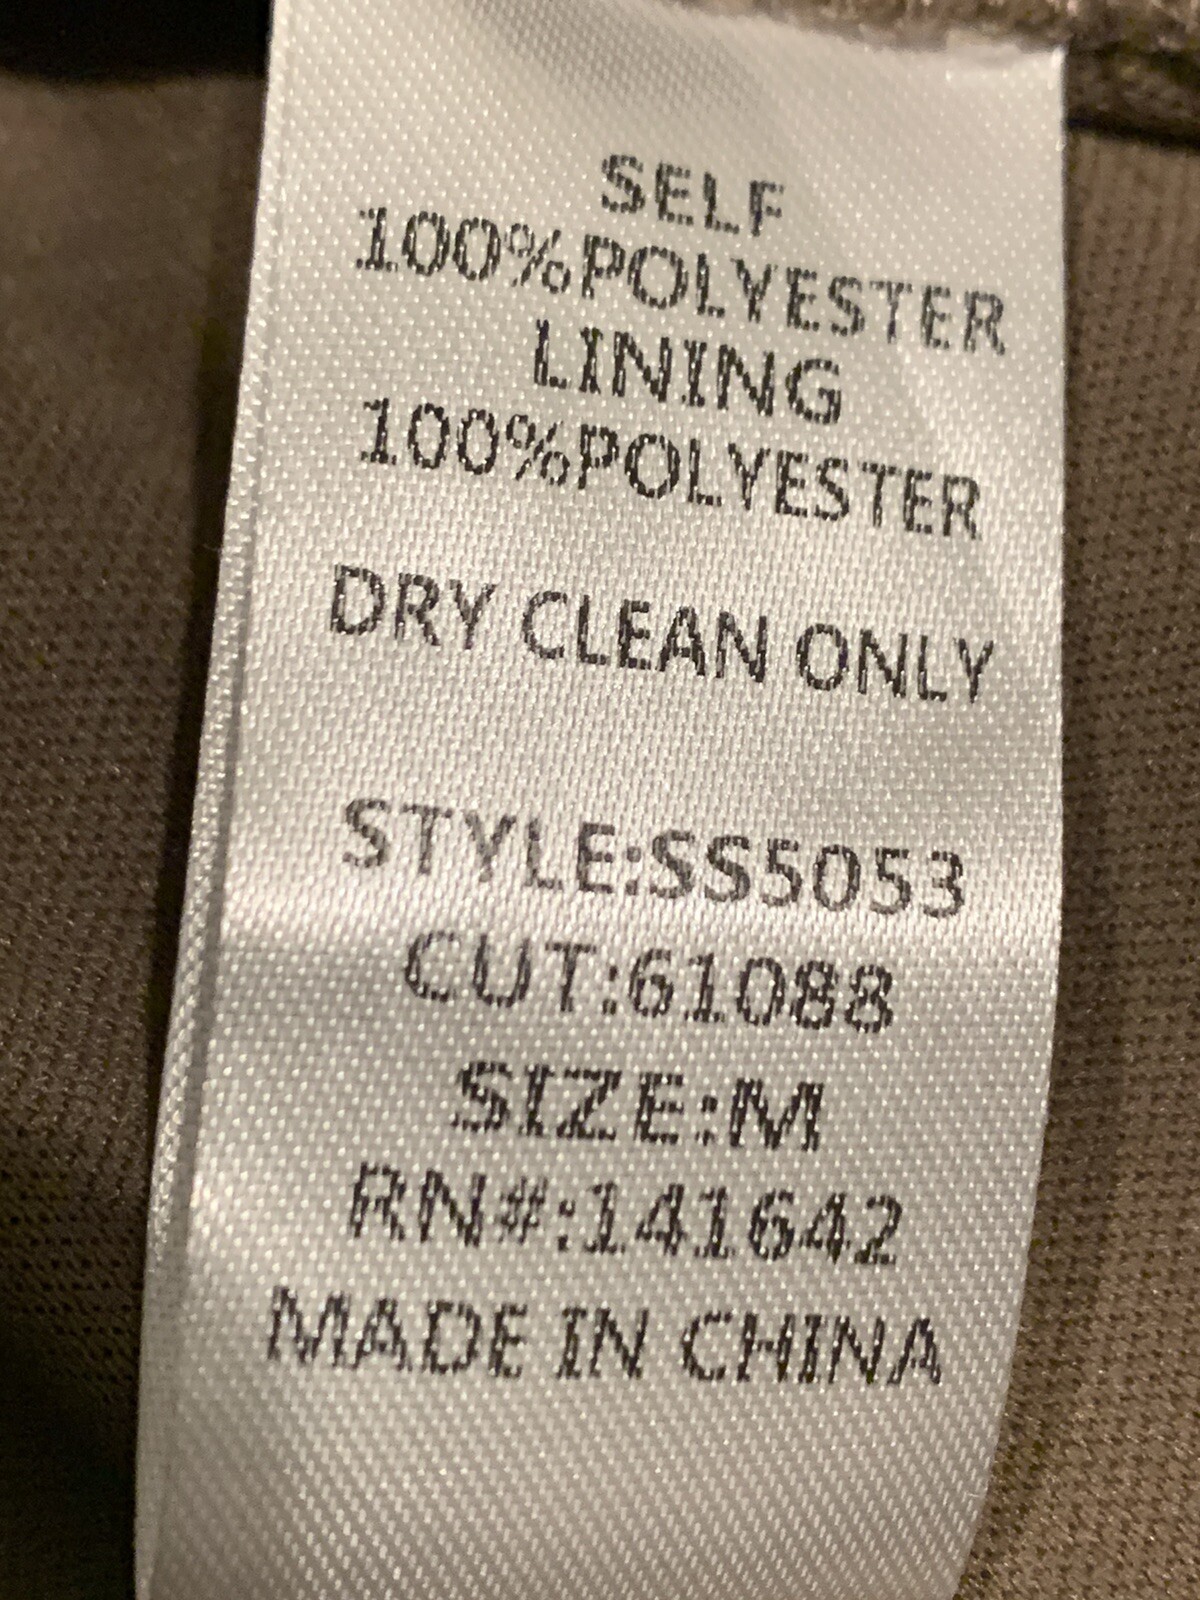 SELF
100%POLYESTER
LINING
100%POLYESTER
DRY CLEAN ONLY
STYLE:SS5053
CUT:61088
SIZE:M
RN#:141642
MADE IN CHINA